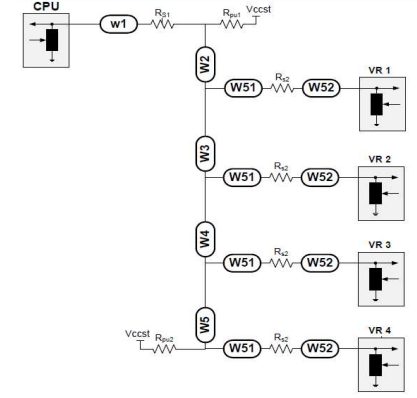 CPU
w1
RS1
Rpu1
Vccst
W2
W51
Rs2
W52
VR 1
W3
W51
Rs2
W52
VR 2
W4
W51
Rs2
W52
VR 3
W5
Vccst
Rpu2
W51
Rs2
W52
VR 4